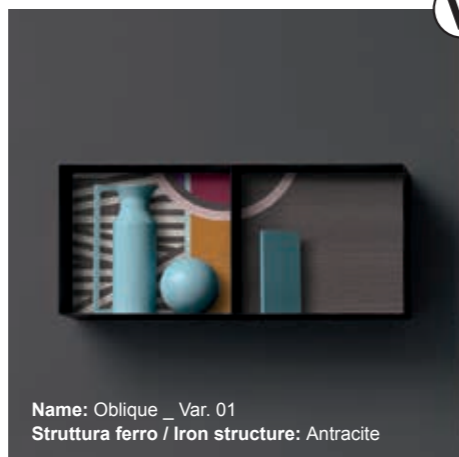 Name: Oblique _ Var. 01
Struttura ferro / Iron structure: Antracite